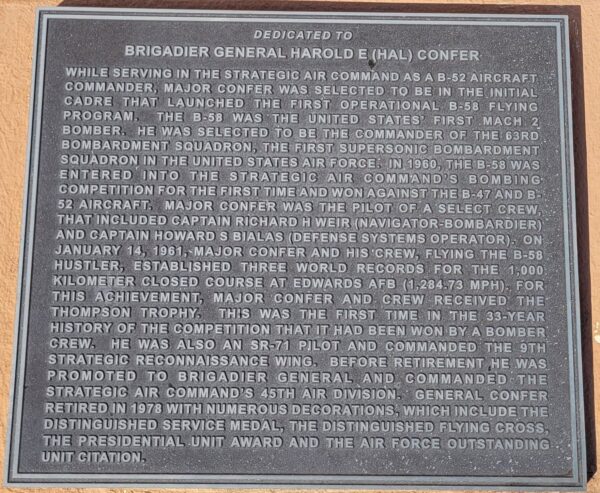 DEDICATED TO
BRIGADIER GENERAL HAROLD E (HAL) CONFER
WHILE SERVING IN THE STRATEGIC AIR COMMAND AS A B-52 AIRCRAFT
COMMANDER, MAJOR CONFER WAS SELECTED TO BE IN THE INITIAL
CADRE THAT LAUNCHED THE FIRST OPERATIONAL B-58 FLYING
PROGRAM. THE B-58 WAS THE UNITED STATES' FIRST MACH 2
BOMBER. HE WAS SELECTED TO BE THE COMMANDER OF THE 63RD
BOMBARDMENT SQUADRON, THE FIRST SUPERSONIC BOMBARDMENT
SQUADRON IN THE UNITED STATES AIR FORCE. IN 1960, THE B-58 WAS
ENTERED INTO THE STRATEGIC AIR COMMAND'S BOMBING
COMPETITION FOR THE FIRST TIME AND WON AGAINST THE B-47 AND B-
52 AIRCRAFT. MAJOR CONFER WAS THE PILOT OF A SELECT CREW,
THAT INCLUDED CAPTAIN RICHARD H WEIR (NAVIGATOR-BOMBARDIER)
AND CAPTAIN HOWARD S BIALAS (DEFENSE SYSTEMS OPERATOR). ON
JANUARY 14, 1961, MAJOR CONFER AND HIS CREW, FLYING THE B-58
HUSTLER, ESTABLISHED THREE WORLD RECORDS FOR THE 1,000
KILOMETER CLOSED COURSE AT EDWARDS AFB (1,284.73 MPH). FOR
THIS ACHIEVEMENT, MAJOR CONFER AND CREW RECEIVED THE
THOMPSON TROPHY. THIS WAS THE FIRST TIME IN THE 33-YEAR
HISTORY OF THE COMPETITION THAT IT HAD BEEN WON BY A BOMBER
CREW. HE WAS ALSO AN SR-71 PILOT AND COMMANDED THE 9TH
STRATEGIC RECONNAISSANCE WING. BEFORE RETIREMENT HE WAS
PROMOTED TO BRIGADIER GENERAL AND COMMANDED THE
STRATEGIC AIR COMMAND'S 45TH AIR DIVISION. GENERAL CONFER
RETIRED IN 1978 WITH NUMEROUS DECORATIONS, WHICH INCLUDE THE
DISTINGUISHED SERVICE MEDAL, THE DISTINGUISHED FLYING CROSS,
THE PRESIDENTIAL UNIT AWARD AND THE AIR FORCE OUTSTANDING
UNIT CITATION.